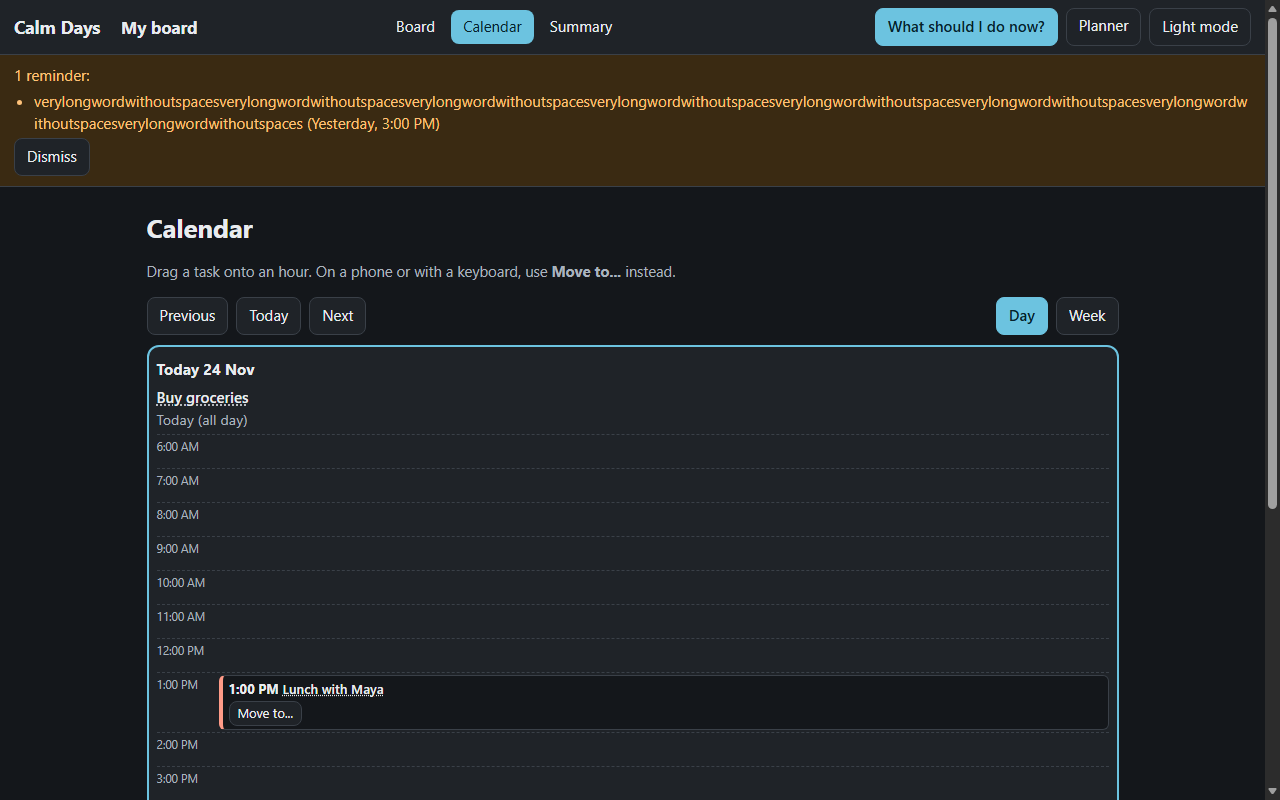 Calm Days My board Board Calendar Summary What should I do now? Planner Light mode
1 reminder:
• verylongwordwithoutspacesverylongwordwithoutspacesverylongwordwithoutspacesverylongwordwithoutspacesverylongwordwithoutspacesverylongwordwithoutspacesverylongwordw
ithoutspacesverylongwordwithoutspaces (Yesterday, 3:00 PM)
Dismiss
Calendar
Drag a task onto an hour. On a phone or with a keyboard, use Move to... instead.
Previous Today Next Day Week
Today 24 Nov
Buy groceries
Today (all day)
6:00 AM
7:00 AM
8:00 AM
9:00 AM
10:00 AM
11:00 AM
12:00 PM
1:00 PM 1:00 PM Lunch with Maya
Move to...
2:00 PM
3:00 PM